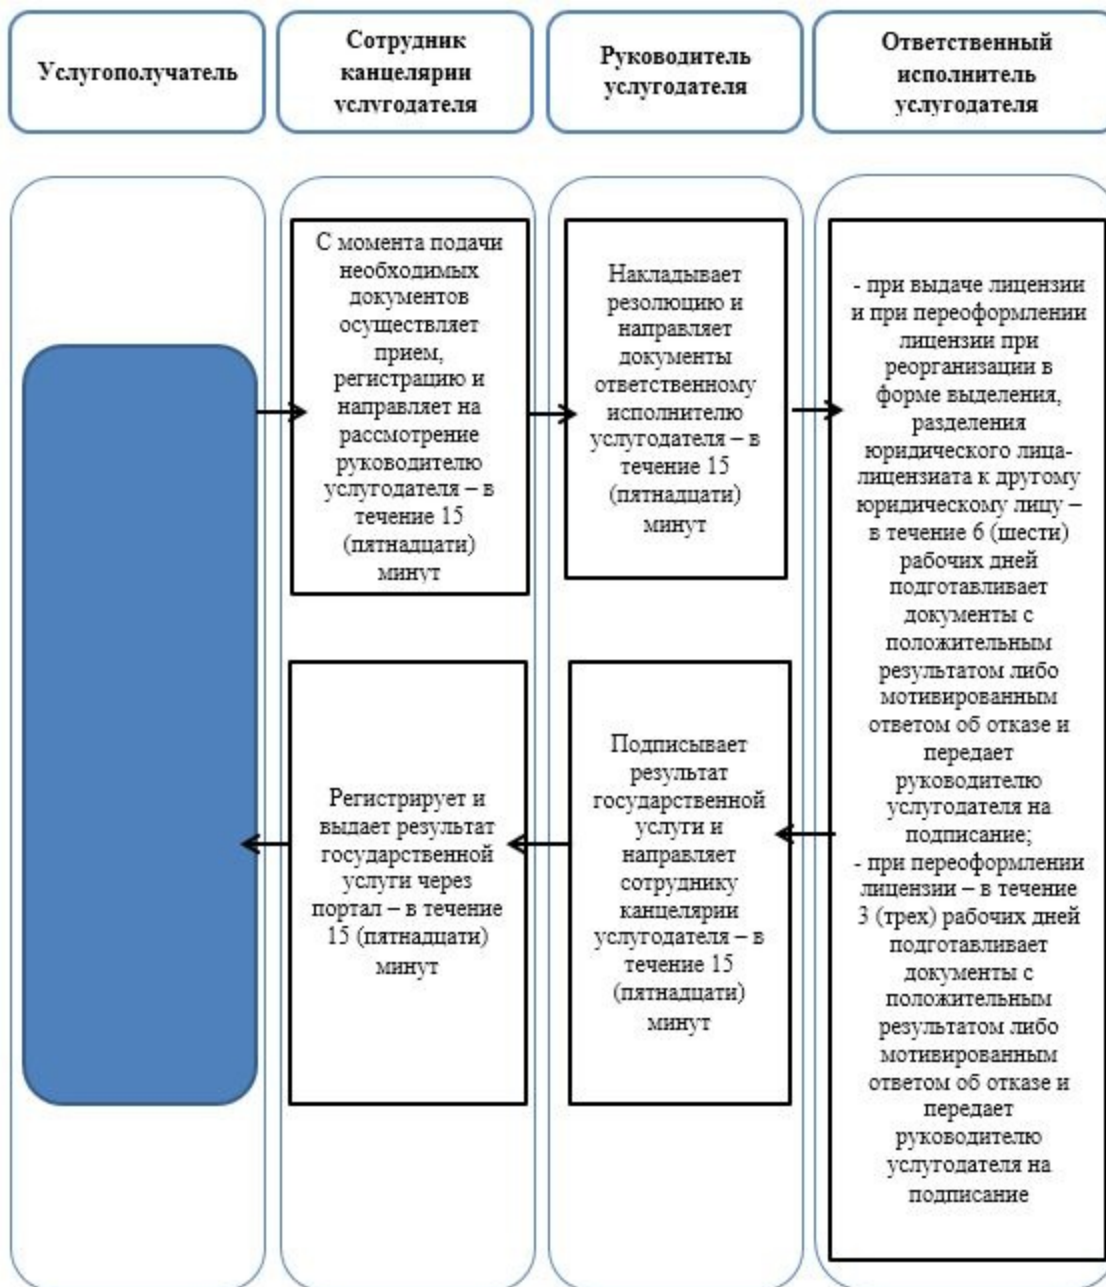 Услугополучатель
Сотрудник
канцелярии
услугодателя
Руководитель
услугодателя
Ответственный
исполнитель
услугодателя
С момента подачи
необходимых
документов
осуществляет
прием,
регистрацию и
направляет на
рассмотрение
руководителю
услугодателя – в
течение 15
(пятнадцати)
минут
Накладывает
резолюцию и
направляет
документы
ответственному
исполнителю
услугодателя – в
течение 15
(пятнадцати)
минут
- при выдаче лицензии
и при переоформлении
лицензии при
реорганизации в
форме выделения,
разделения
юридического лица-
лицензиата к другому
юридическому лицу –
в течение 6 (шести)
рабочих дней
подготавливает
документы с
положительным
результатом либо
мотивированным
ответом об отказе и
передает
руководителю
услугодателя на
подписание;
- при переоформлении
лицензии – в течение
3 (трех) рабочих дней
подготавливает
документы с
положительным
результатом либо
мотивированным
ответом об отказе и
передает
руководителю
услугодателя на
подписание
Подписывает
результат
государственной
услуги и
направляет
сотруднику
канцелярии
услугодателя – в
течение 15
(пятнадцати)
минут
Регистрирует и
выдает результат
государственной
услуги через
портал – в течение
15 (пятнадцати)
минут